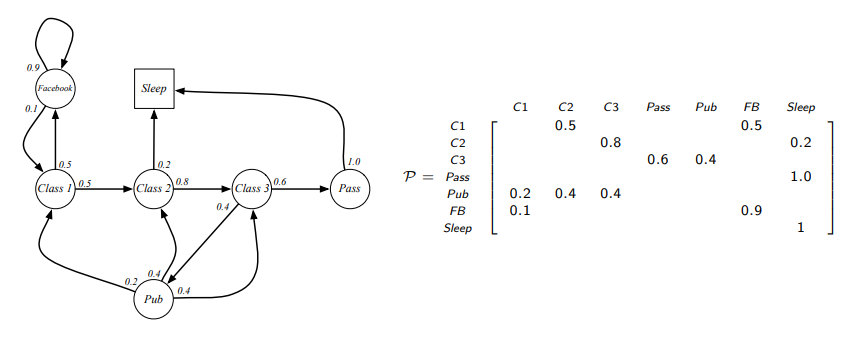 0.9
Facebook
0.1
Sleep
0.5
0.2
1.0
Class 1
0.5
Class 2
0.8
Class 3
0.6
Pass
0.4
0.2
0.4
0.4
Pub
C1 C2 C3 Pass Pub FB Sleep
C1 0.5 0.5
C2 0.8 0.2
C3 0.6 0.4
P = Pass 1.0
Pub 0.2 0.4 0.4
FB 0.1 0.9
Sleep 1